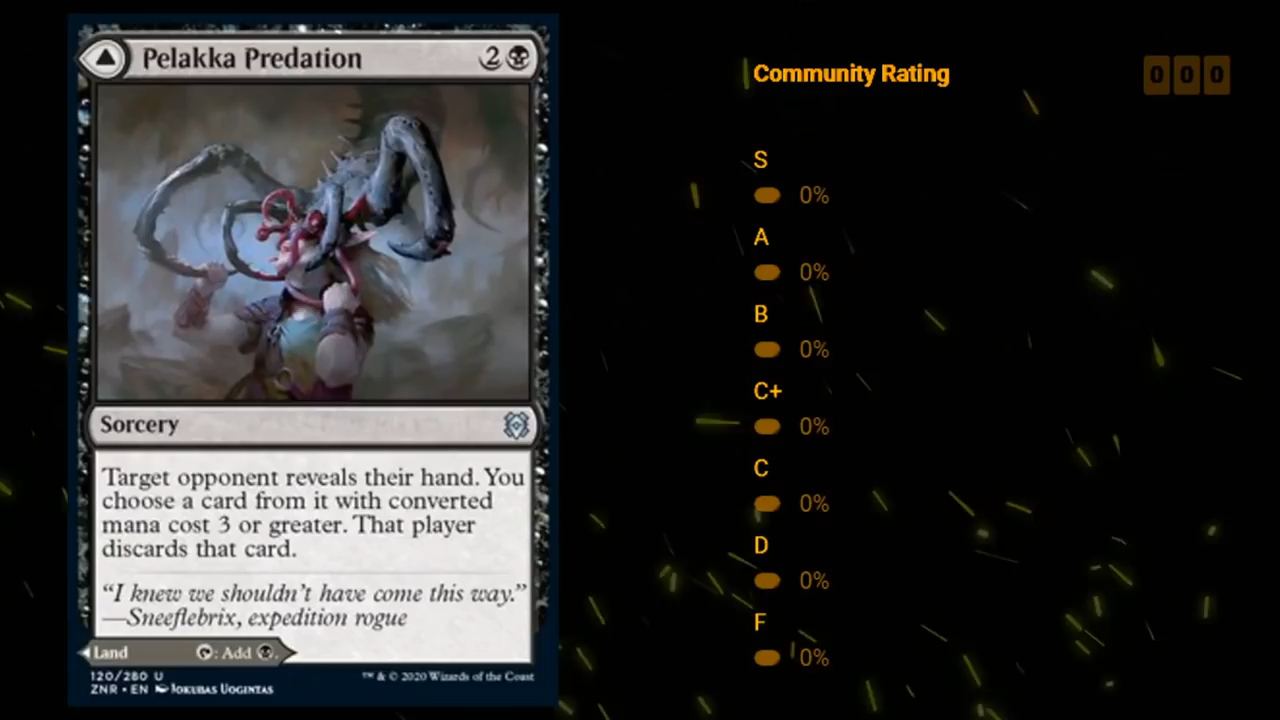 Pelakka Predation 2
Sorcery
Target opponent reveals their hand. You
choose a card from it with converted
mana cost 3 or greater. That player
discards that card.
“I knew we shouldn’t have come this way.”
—Sneeflebrix, expedition rogue
Land : Add .
120/280 U
ZNR • EN Jokubas Uogintas
™ & © 2020 Wizards of the Coast
Community Rating
000
S
0%
A
0%
B
0%
C+
0%
C
0%
D
0%
F
0%